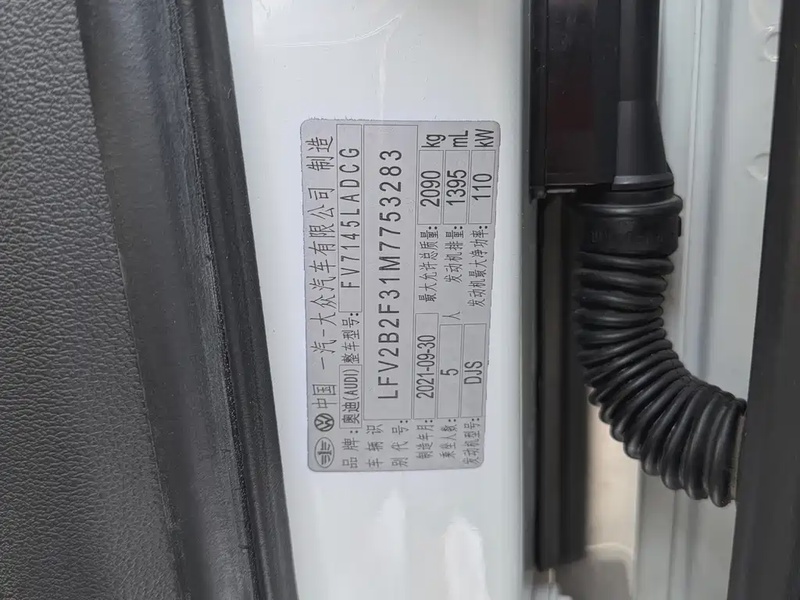 中国 一汽-大众汽车有限公司 制造
品牌: 奥迪(AUDI) 整车型号: FV7145LADCG
车辆识别代号: LFV2B2F31M7753283
制造年月: 2021-09-30 最大允许总质量: 2090 kg
乘坐人数: 5 人 发动机排量: 1395 mL
发动机型号: DJS 发动机最大净功率: 110 kW